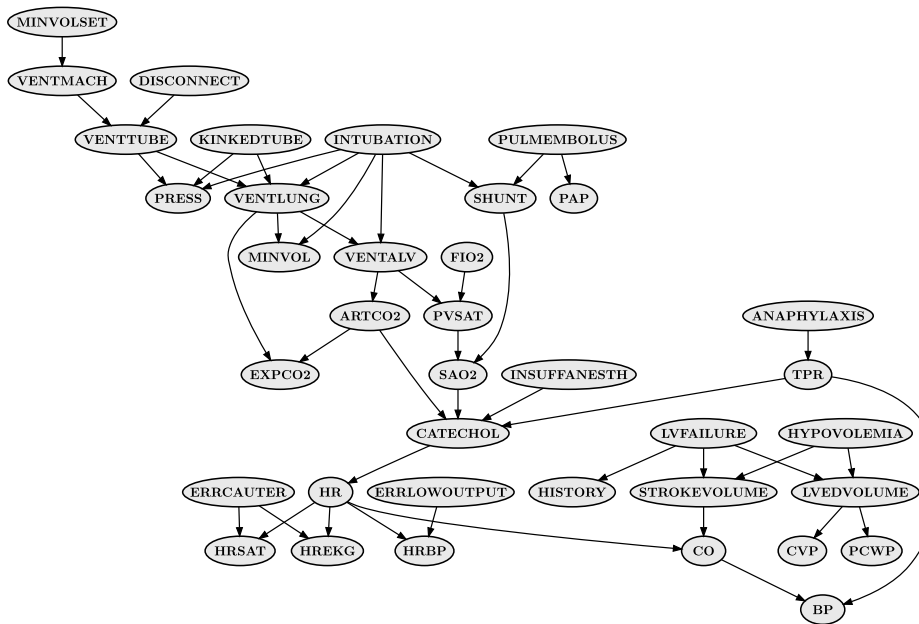 MINVOLSET
VENTMACH DISCONNECT
VENTTUBE KINKEDTUBE INTUBATION PULMEMBOLUS
PRESS VENTLUNG SHUNT PAP
MINVOL VENTALV FIO2
ARTCO2 PVSAT ANAPHYLAXIS
EXPCO2 SAO2 INSUFFANESTH TPR
CATECHOL LVFAILURE HYPOVOLEMIA
ERRCAUTER HR ERRLOWOUTPUT HISTORY STROKEVOLUME LVEDVOLUME
HRSAT HREKG HRBP CO CVP PCWP
BP